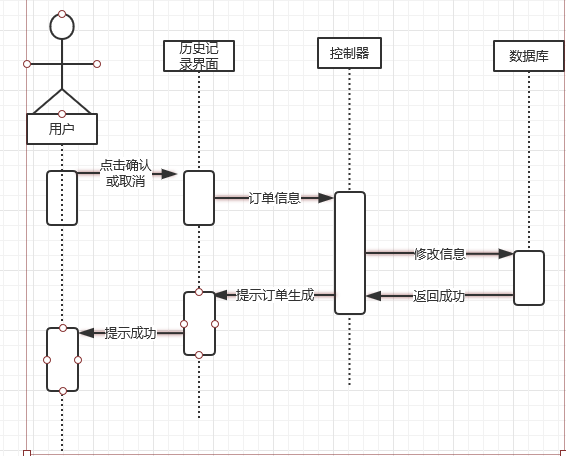 历史记
录界面
控制器
数据库
用户
点击确认
或取消
订单信息
修改信息
提示订单生成
返回成功
提示成功